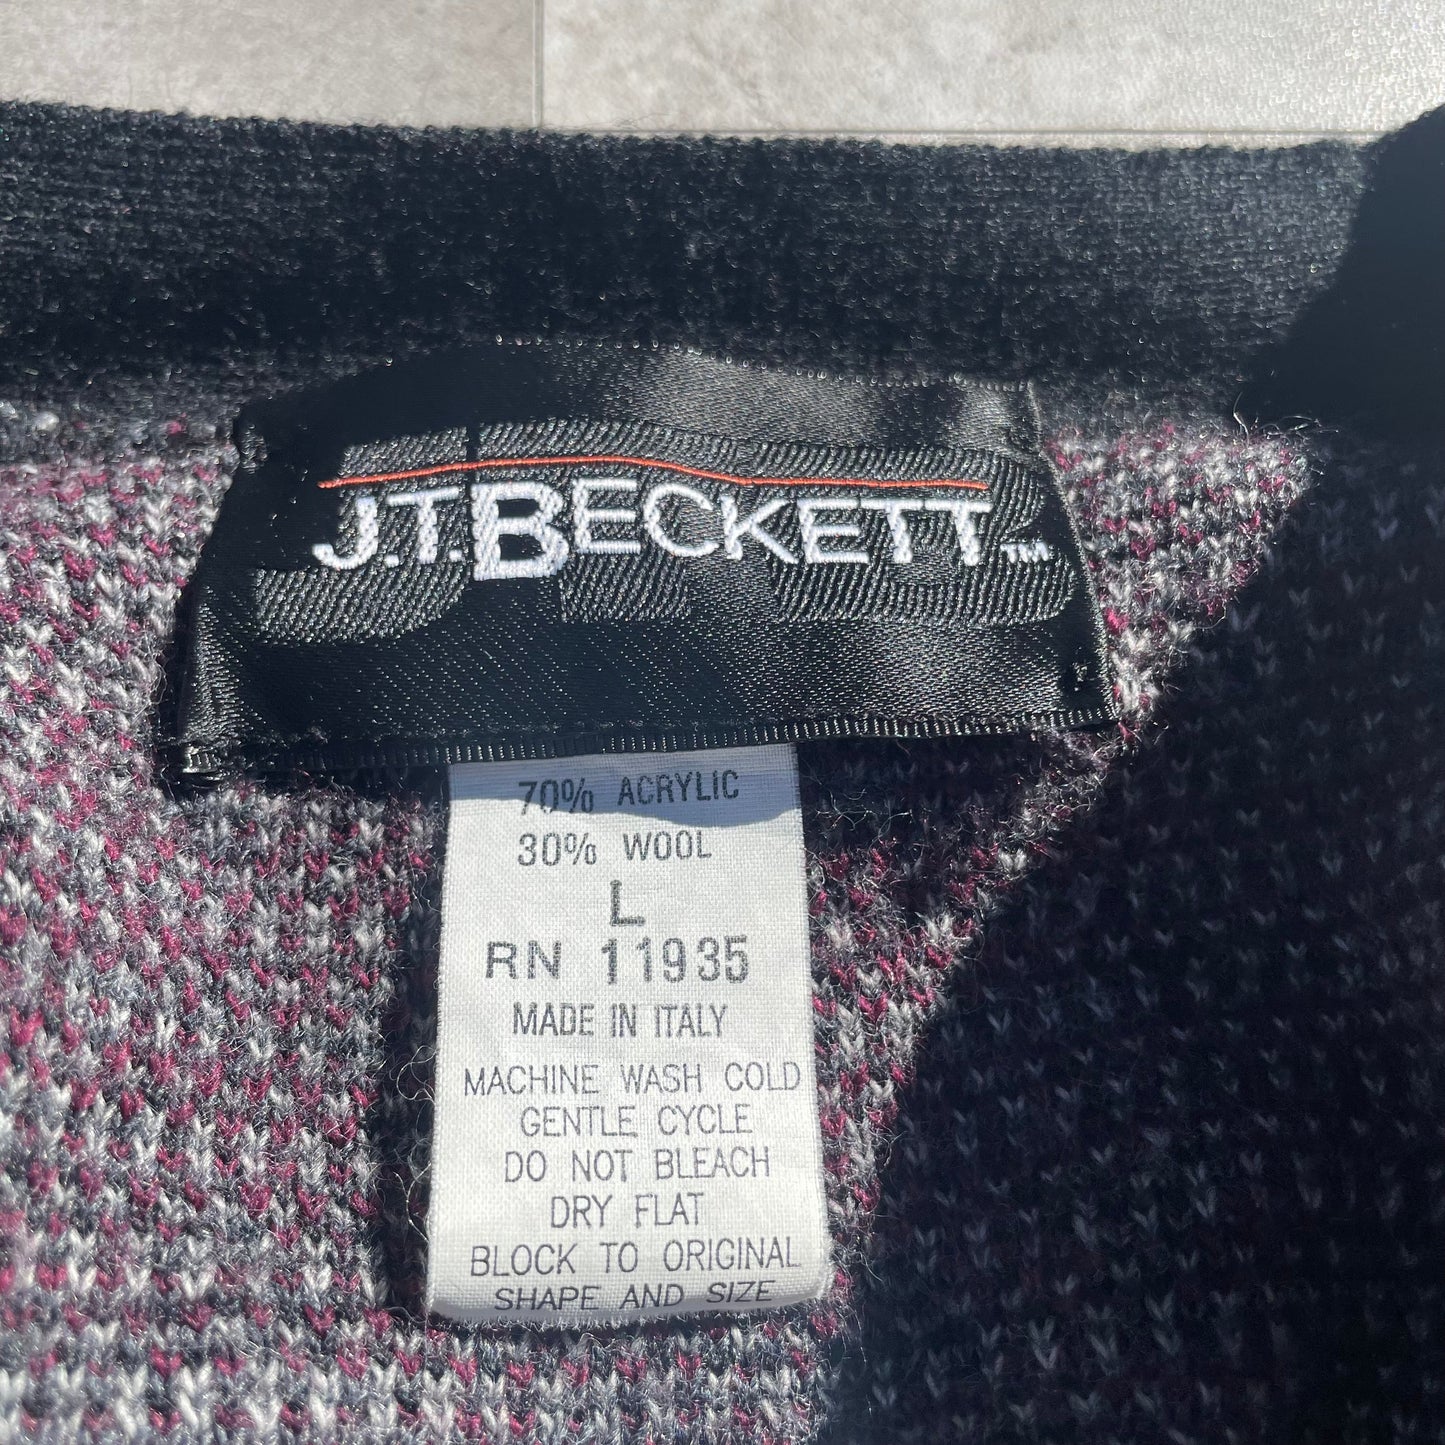 J.T.BECKETT™
70% ACRYLIC
30% WOOL
L
RN 11935
MADE IN ITALY
MACHINE WASH COLD
GENTLE CYCLE
DO NOT BLEACH
DRY FLAT
BLOCK TO ORIGINAL
SHAPE AND SIZE